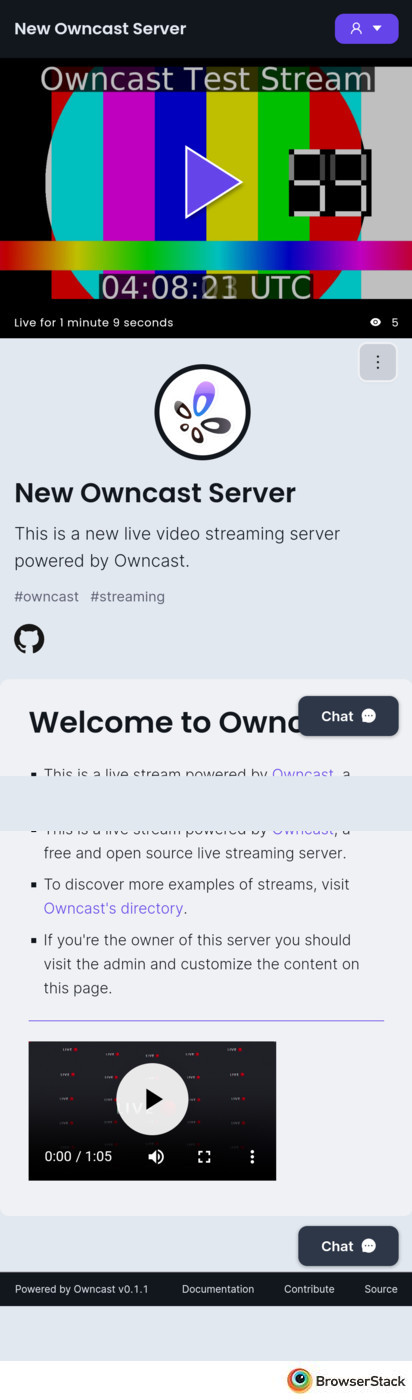 New Owncast Server
Owncast Test Stream
Live for 1 minute 9 seconds
5
New Owncast Server
This is a new live video streaming server
powered by Owncast.
#owncast #streaming
Welcome to Ownc
Chat
This is a live stream powered by Owncast, a
This is a live stream powered by Owncast, a
free and open source live streaming server.
To discover more examples of streams, visit
Owncast's directory.
If you're the owner of this server you should
visit the admin and customize the content on
this page.
LIVE
0:00 / 1:05
Chat
Powered by Owncast v0.1.1 Documentation Contribute Source
BrowserStack